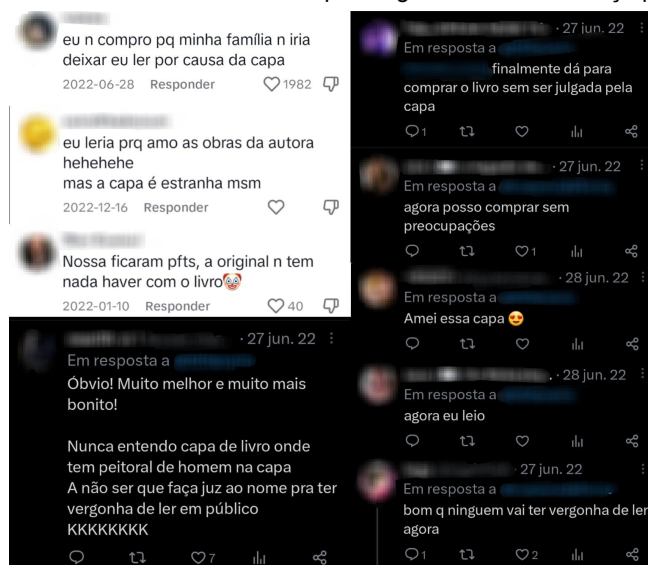 eu n compro pq minha família n iria
deixar eu ler por causa da capa
2022-06-28 Responder 1982
eu leria prq amo as obras da autora
hehehehe
mas a capa é estranha msm
2022-12-16 Responder
Nossa ficaram pfts, a original n tem
nada haver com o livro🤡
2022-01-10 Responder 40
· 27 jun. 22
Em resposta a
Óbvio! Muito melhor e muito mais
bonito!
Nunca entendo capa de livro onde
tem peitoral de homem na capa
A não ser que faça juz ao nome pra ter
vergonha de ler em público
KKKKKKKK
7
· 27 jun. 22
Em resposta a
finalmente dá para
comprar o livro sem ser julgada pela
capa
1
· 27 jun. 22
Em resposta a
agora posso comprar sem
preocupações
1
· 28 jun. 22
Em resposta a
Amei essa capa 😍
· 28 jun. 22
Em resposta a
agora eu leio
· 27 jun. 22
Em resposta a
bom q ninguem vai ter vergonha de ler
agora
1 2